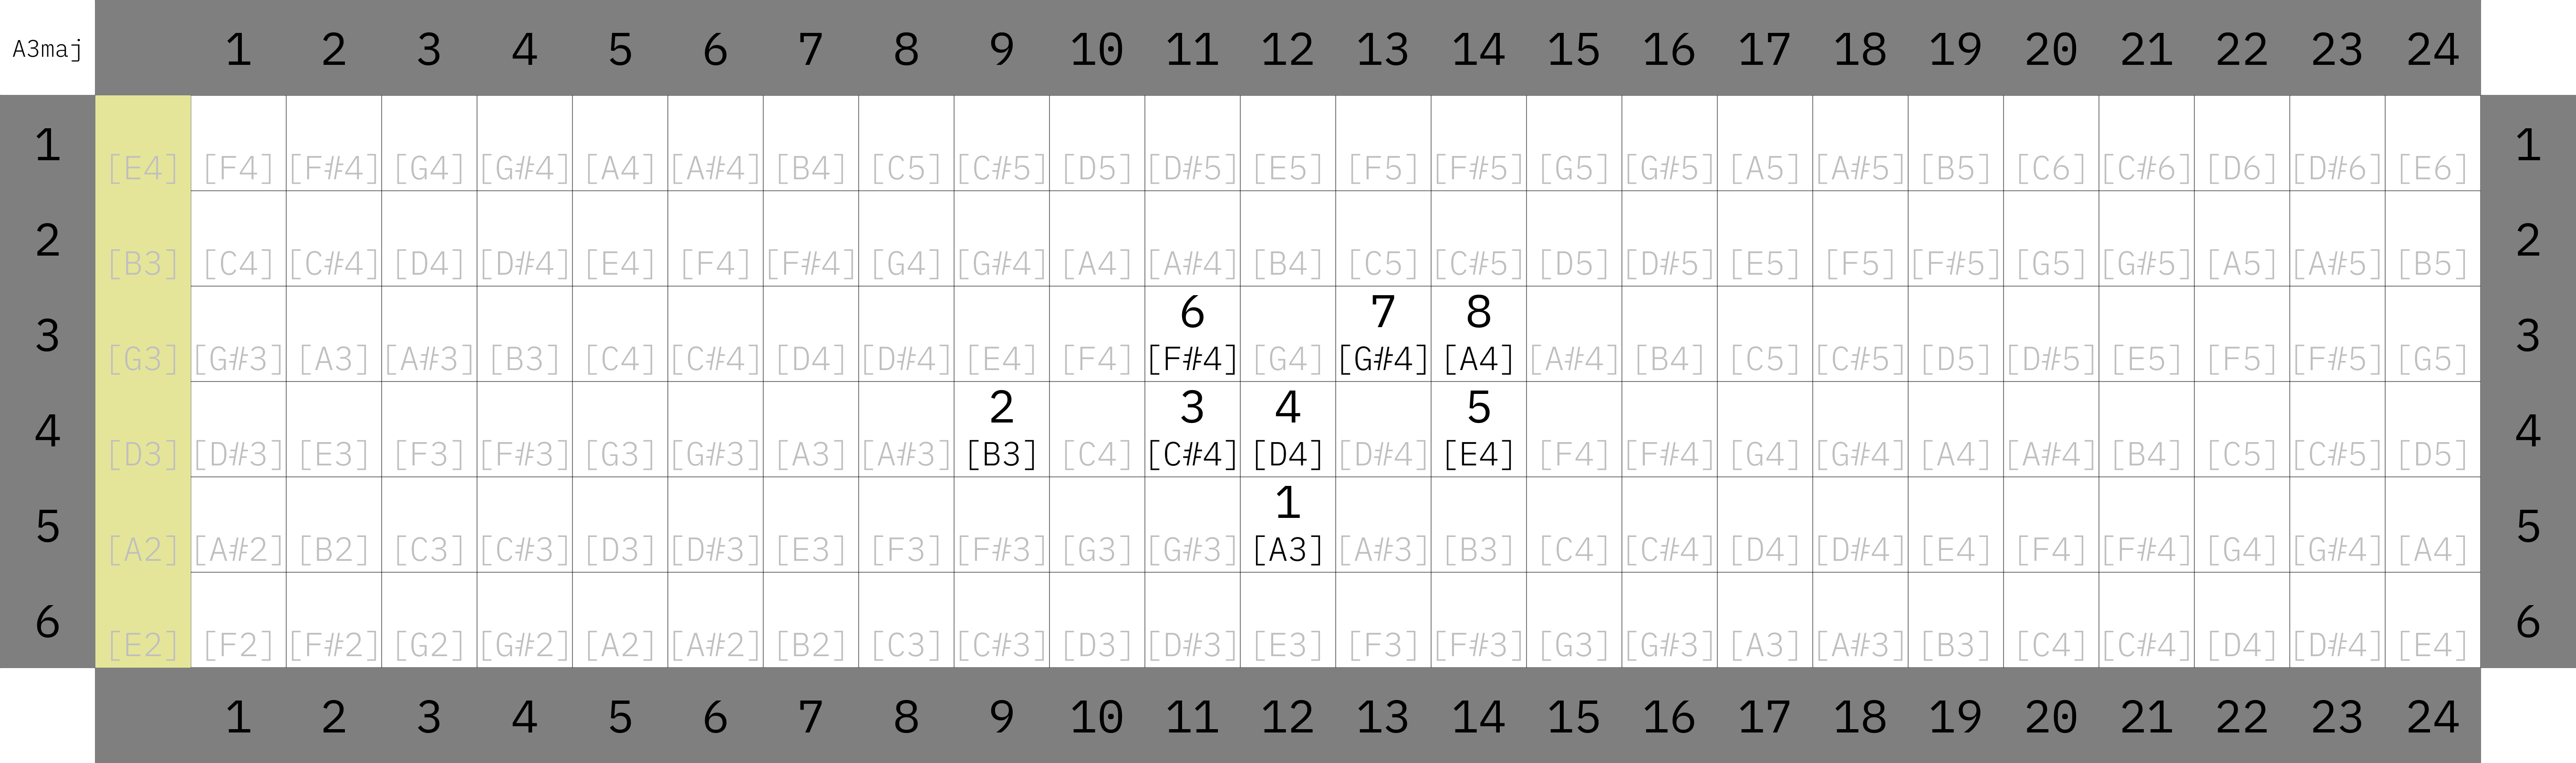 A3maj 1 2 3 4 5 6 7 8 9 10 11 12 13 14 15 16 17 18 19 20 21 22 23 24
1 [E4] [F4] [F#4] [G4] [G#4] [A4] [A#4] [B4] [C5] [C#5] [D5] [D#5] [E5] [F5] [F#5] [G5] [G#5] [A5] [A#5] [B5] [C6] [C#6] [D6] [D#6] [E6] 1
2 [B3] [C4] [C#4] [D4] [D#4] [E4] [F4] [F#4] [G4] [G#4] [A4] [A#4] [B4] [C5] [C#5] [D5] [D#5] [E5] [F5] [F#5] [G5] [G#5] [A5] [A#5] [B5] 2
6 7 8
3 [G3] [G#3] [A3] [A#3] [B3] [C4] [C#4] [D4] [D#4] [E4] [F4] [F#4] [G4] [G#4] [A4] [A#4] [B4] [C5] [C#5] [D5] [D#5] [E5] [F5] [F#5] [G5] 3
2 3 4 5
4 [D3] [D#3] [E3] [F3] [F#3] [G3] [G#3] [A3] [A#3] [B3] [C4] [C#4] [D4] [D#4] [E4] [F4] [F#4] [G4] [G#4] [A4] [A#4] [B4] [C5] [C#5] [D5] 4
1
5 [A2] [A#2] [B2] [C3] [C#3] [D3] [D#3] [E3] [F3] [F#3] [G3] [G#3] [A3] [A#3] [B3] [C4] [C#4] [D4] [D#4] [E4] [F4] [F#4] [G4] [G#4] [A4] 5
6 [E2] [F2] [F#2] [G2] [G#2] [A2] [A#2] [B2] [C3] [C#3] [D3] [D#3] [E3] [F3] [F#3] [G3] [G#3] [A3] [A#3] [B3] [C4] [C#4] [D4] [D#4] [E4] 6
1 2 3 4 5 6 7 8 9 10 11 12 13 14 15 16 17 18 19 20 21 22 23 24